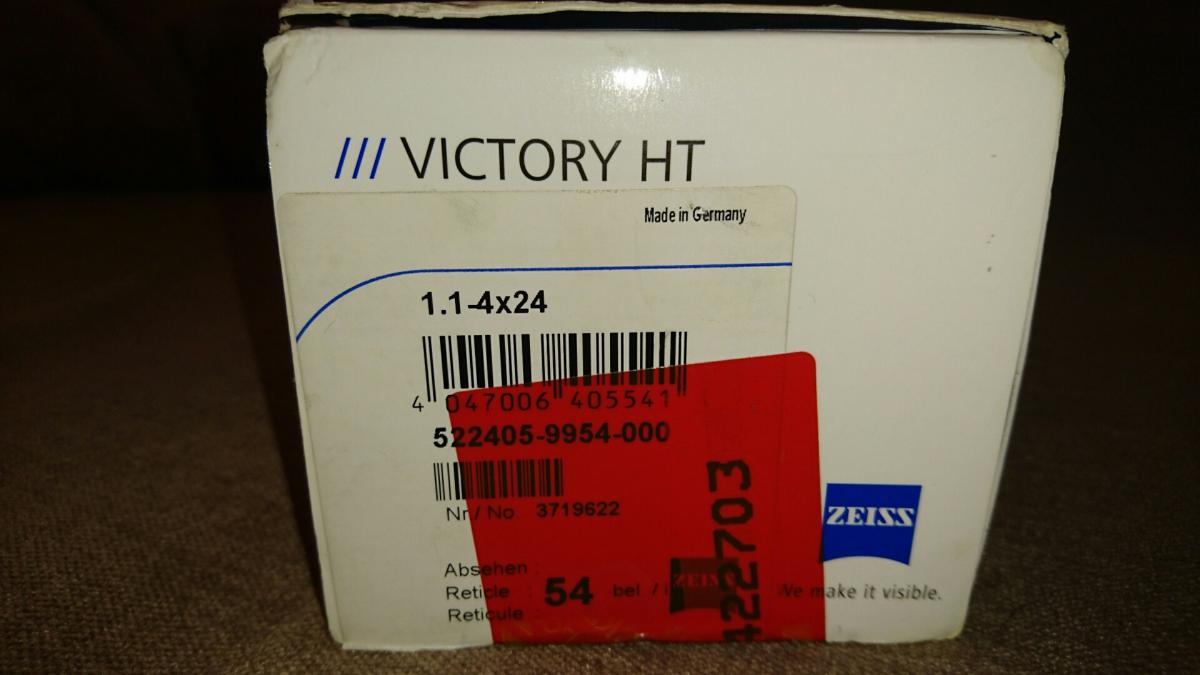 /// VICTORY HT
Made in Germany
1.1-4x24
4 047006 405541
522405-9954-000
Nr / No 3719622
Absehen :
Reticle : 54 bel. / i
Reticule :
ZEISS
ZEISS
We make it visible.
422703